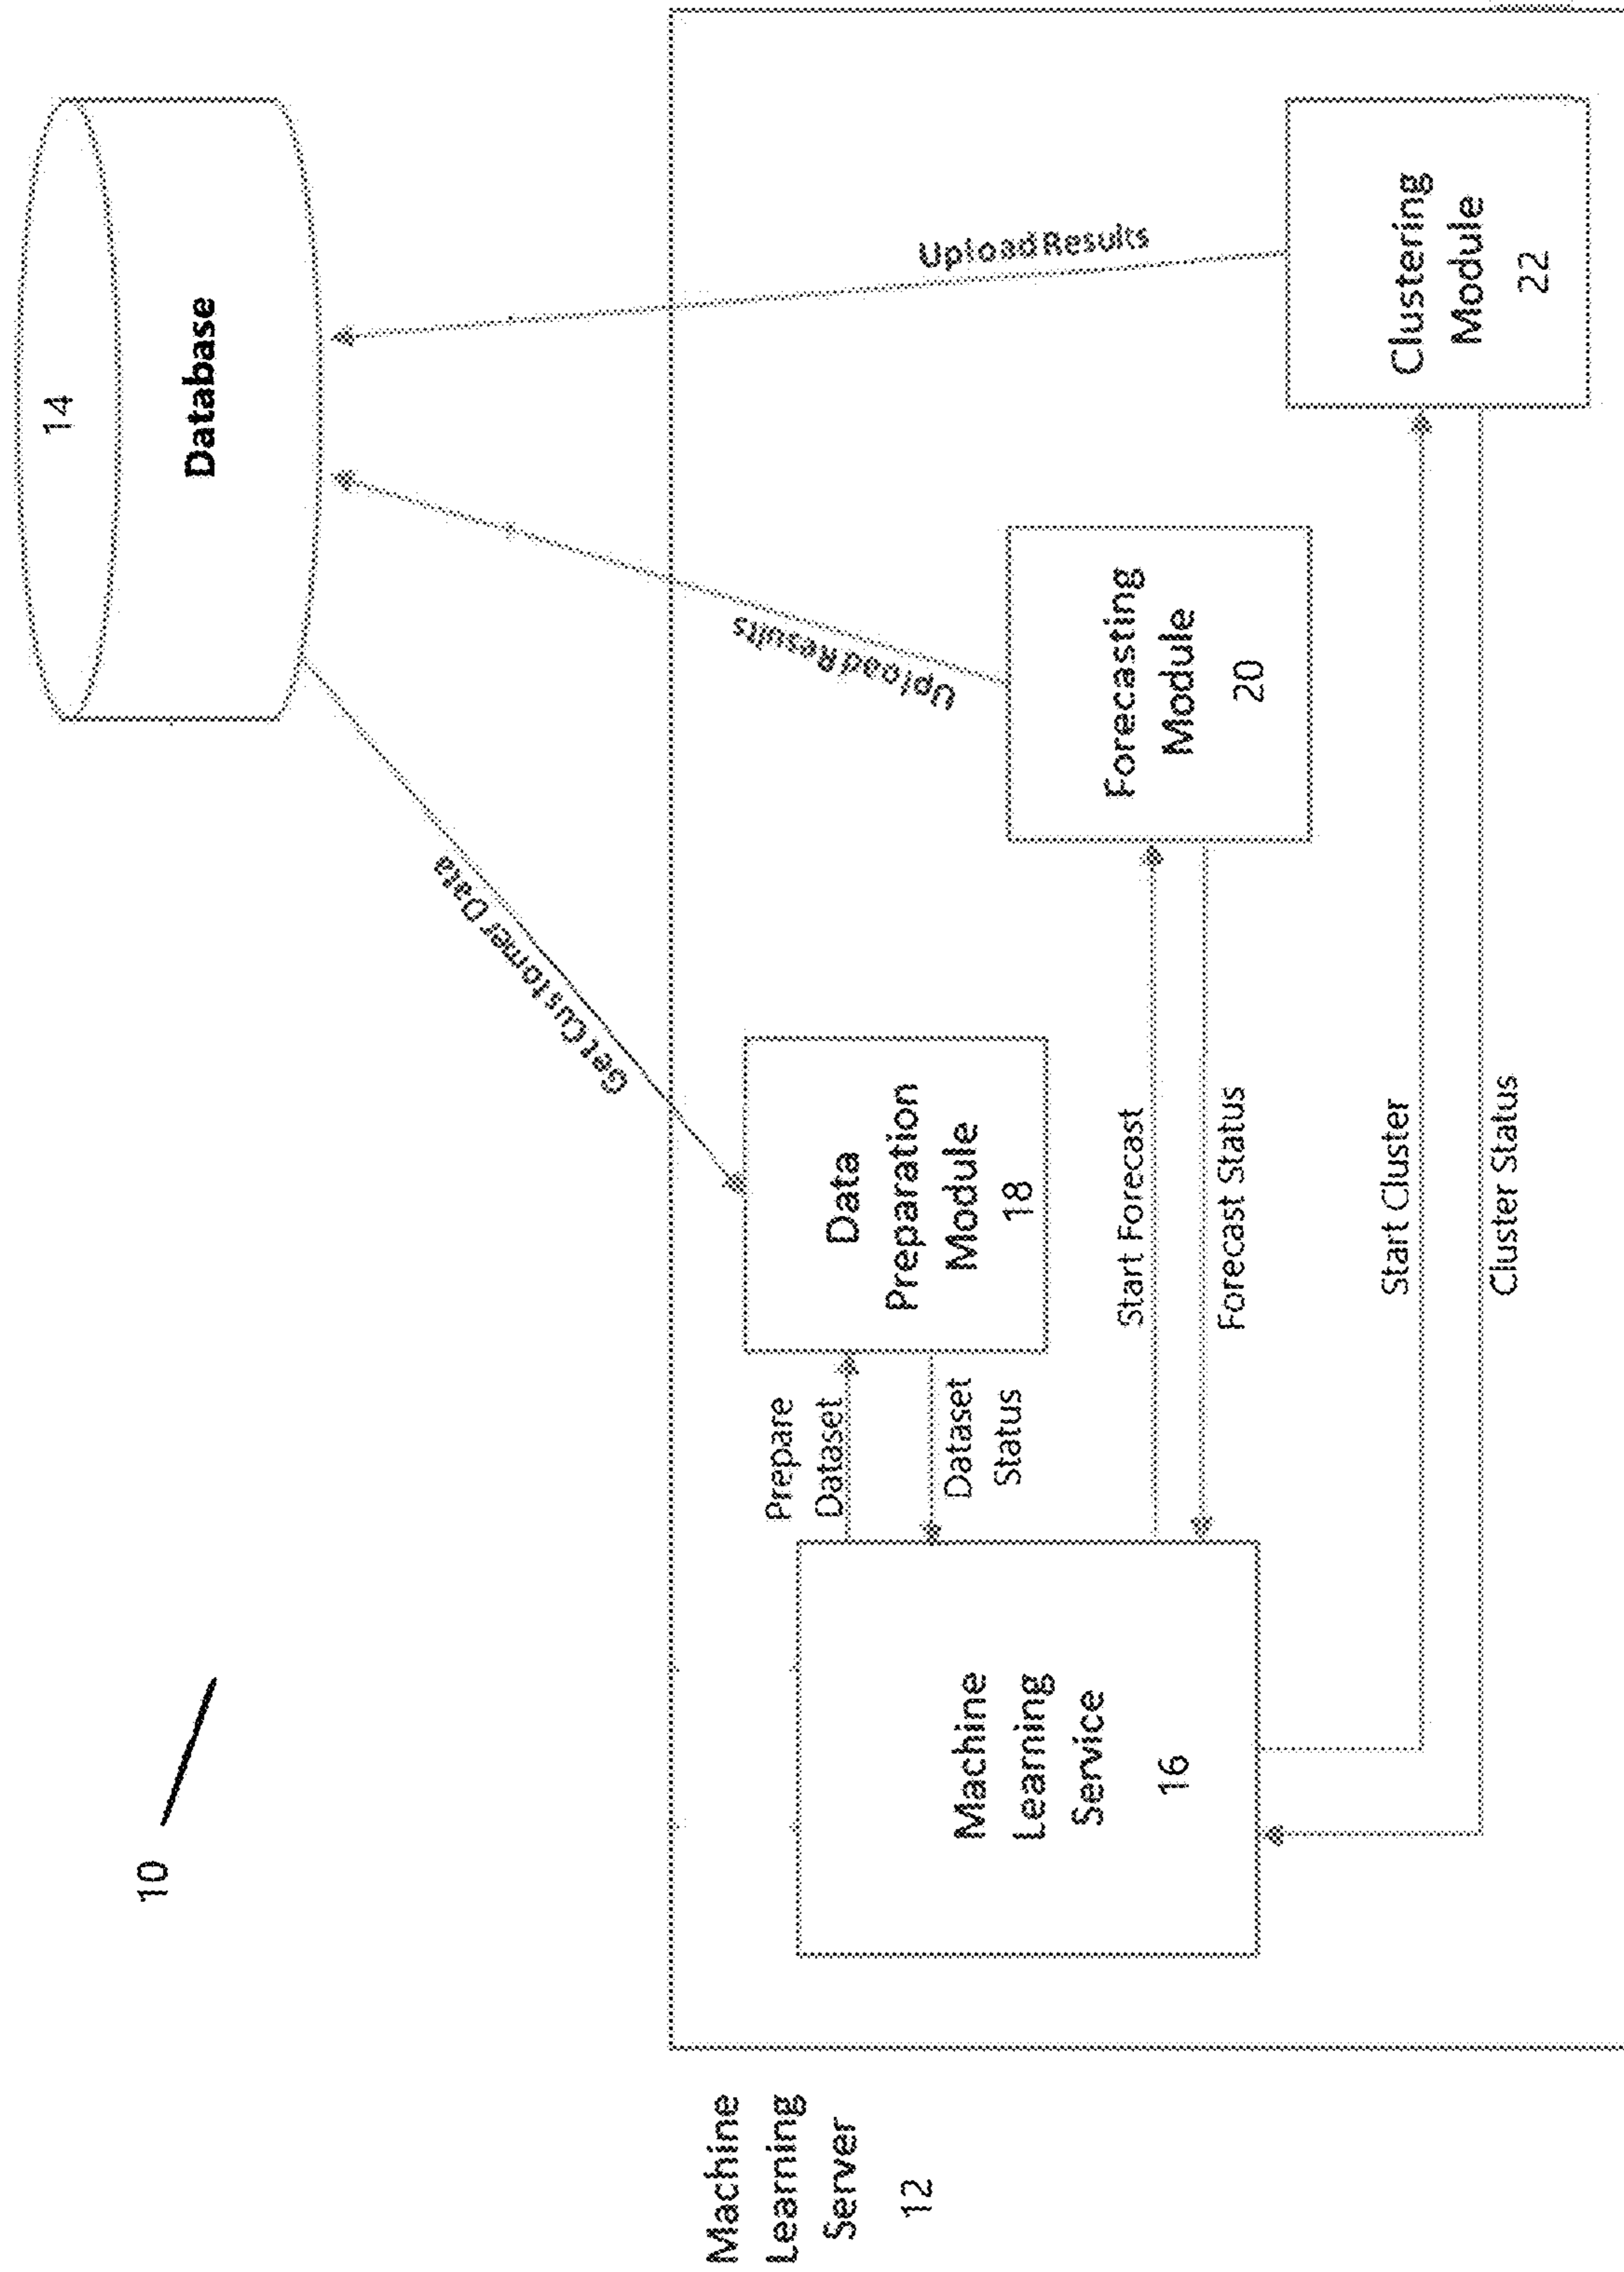 10
14
Database
Get Customer Data
Upload Results
Upload Results
Machine
Learning
Server
12
Machine
Learning
Service
16
Prepare
Dataset
Dataset
Status
Data
Preparation
Module
18
Start Forecast
Forecast Status
Forecasting
Module
20
Start Cluster
Cluster Status
Clustering
Module
22